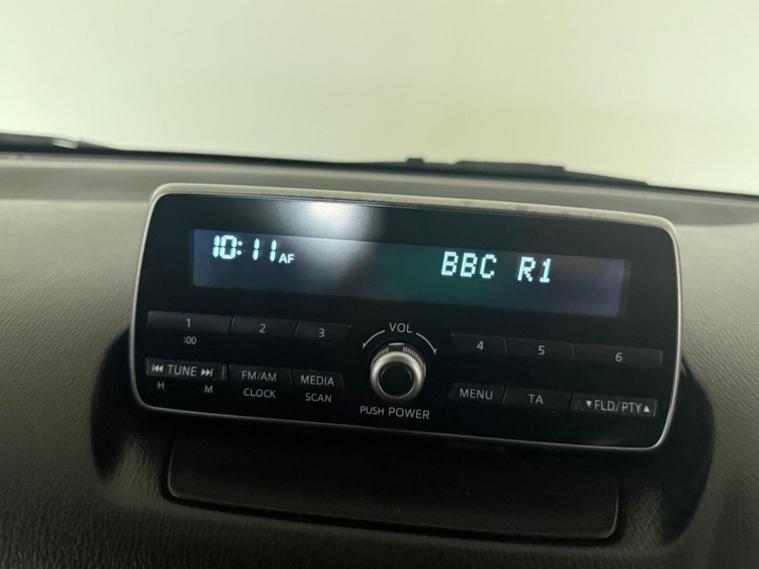 10:11 AF BBC R1
VOL
1 2 3 4 5 6
:00
⏮ TUNE ⏭ FM/AM MEDIA MENU TA ▼FLD/PTY▲
H M CLOCK SCAN
PUSH POWER